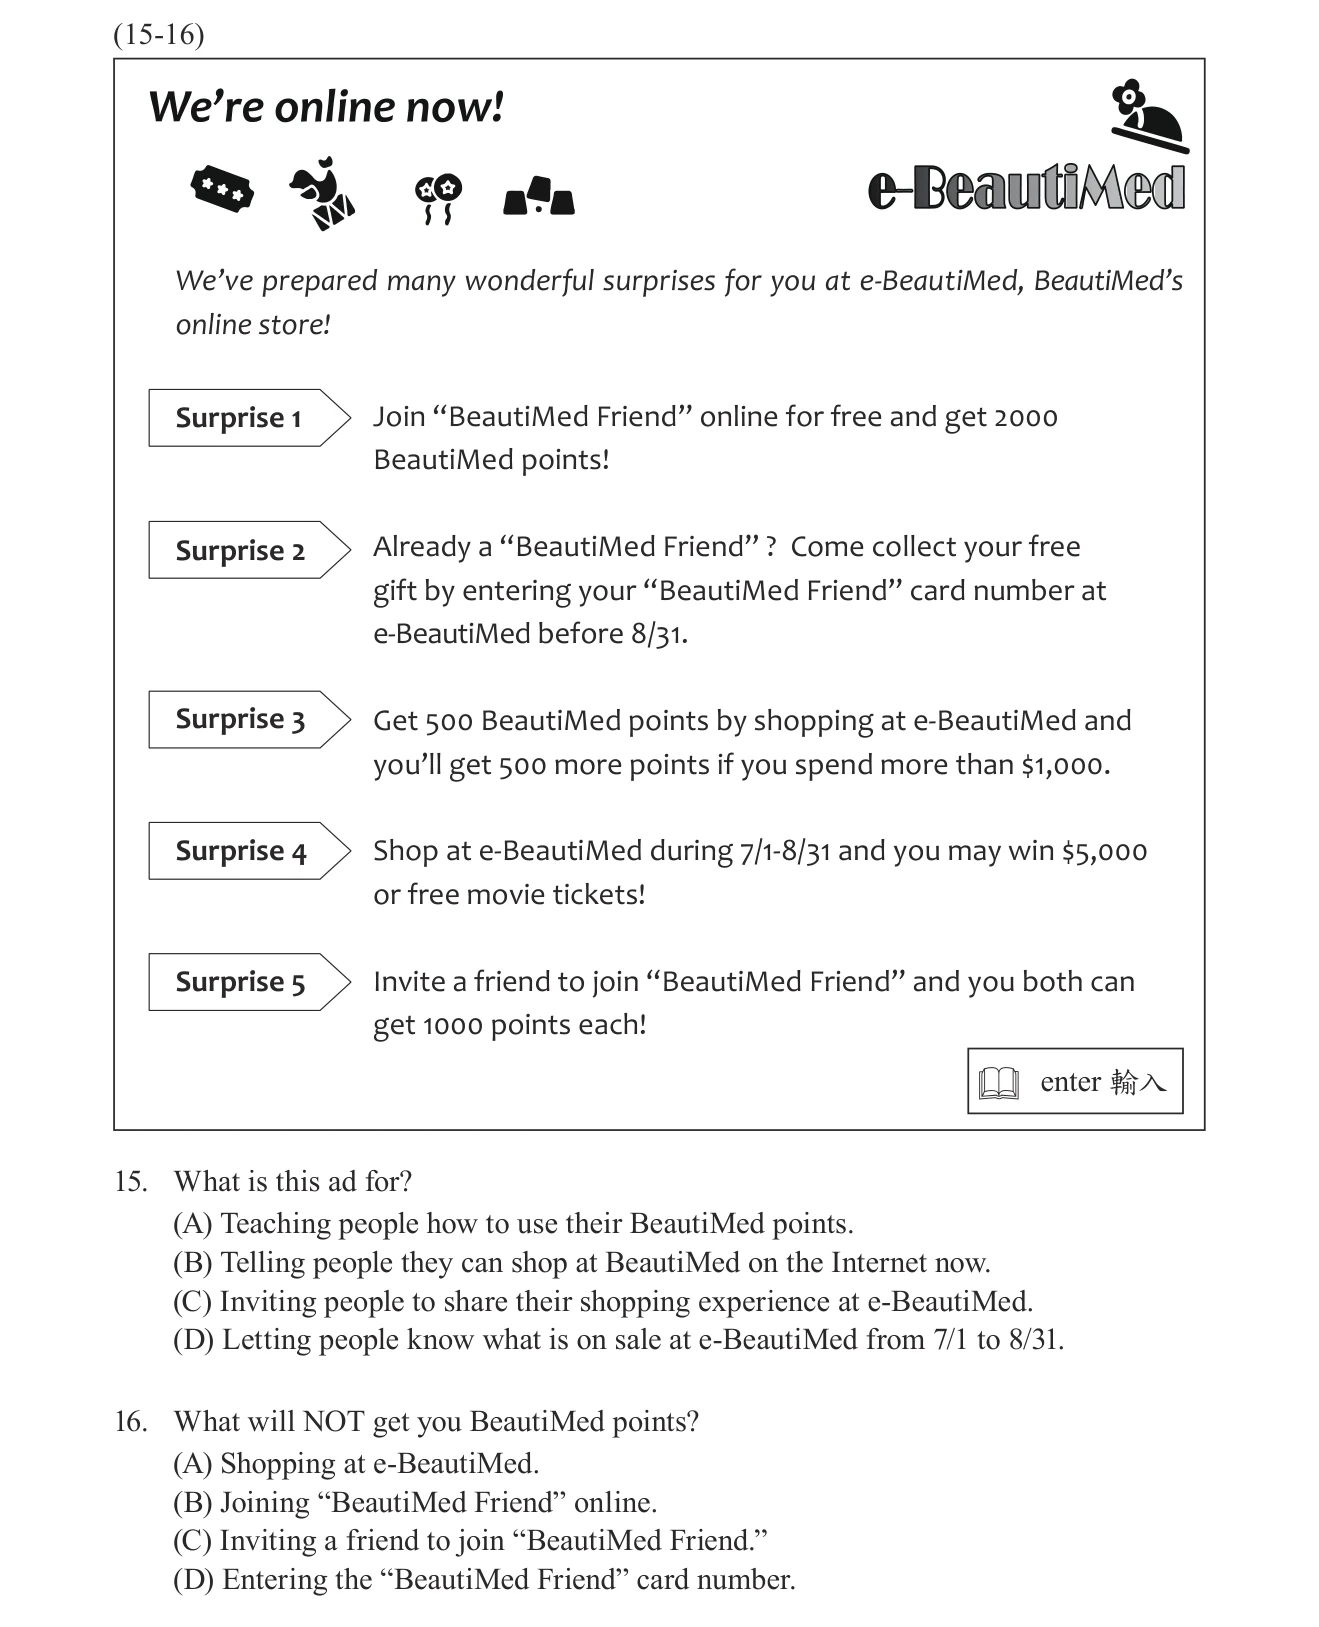 (15-16)
We're online now!
e-BeautiMed
We've prepared many wonderful surprises for you at e-BeautiMed, BeautiMed's
online store!
Surprise 1
Join “BeautiMed Friend” online for free and get 2000
BeautiMed points!
Surprise 2
Already a “BeautiMed Friend” ? Come collect your free
gift by entering your “BeautiMed Friend” card number at
e-BeautiMed before 8/31.
Surprise 3
Get 500 BeautiMed points by shopping at e-BeautiMed and
you'll get 500 more points if you spend more than $1,000.
Surprise 4
Shop at e-BeautiMed during 7/1-8/31 and you may win $5,000
or free movie tickets!
Surprise 5
Invite a friend to join “BeautiMed Friend” and you both can
get 1000 points each!
enter 輸入
15. What is this ad for?
(A) Teaching people how to use their BeautiMed points.
(B) Telling people they can shop at BeautiMed on the Internet now.
(C) Inviting people to share their shopping experience at e-BeautiMed.
(D) Letting people know what is on sale at e-BeautiMed from 7/1 to 8/31.
16. What will NOT get you BeautiMed points?
(A) Shopping at e-BeautiMed.
(B) Joining “BeautiMed Friend” online.
(C) Inviting a friend to join “BeautiMed Friend.”
(D) Entering the “BeautiMed Friend” card number.